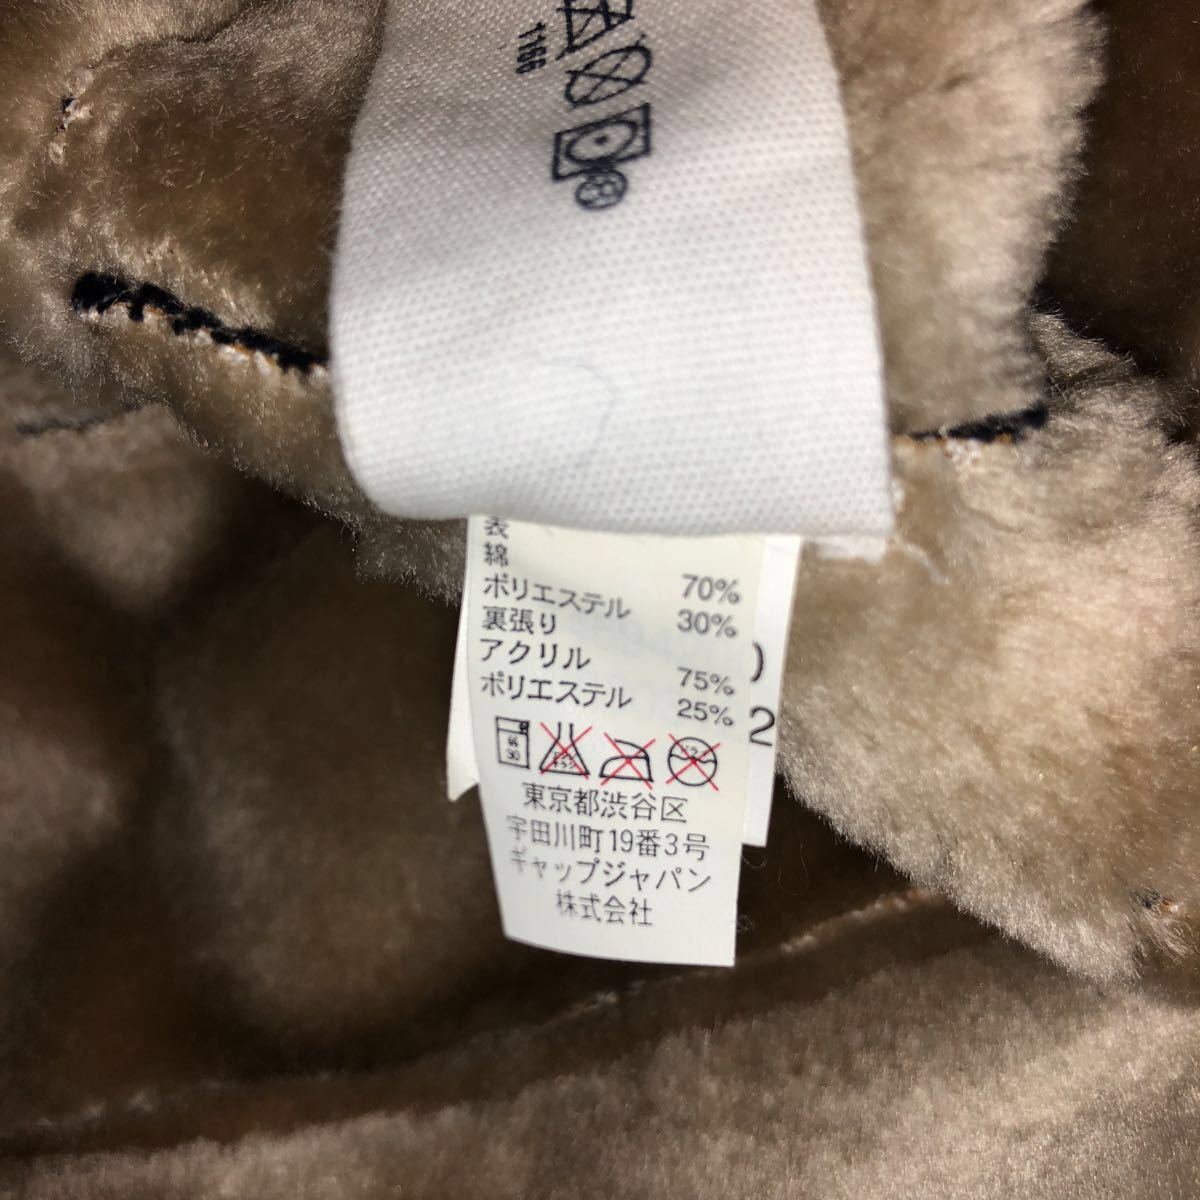 1166
表
綿 70%
ポリエステル 30%
裏張り
アクリル 75%
ポリエステル 25%
30
東京都渋谷区
宇田川町19番3号
ギャップジャパン
株式会社